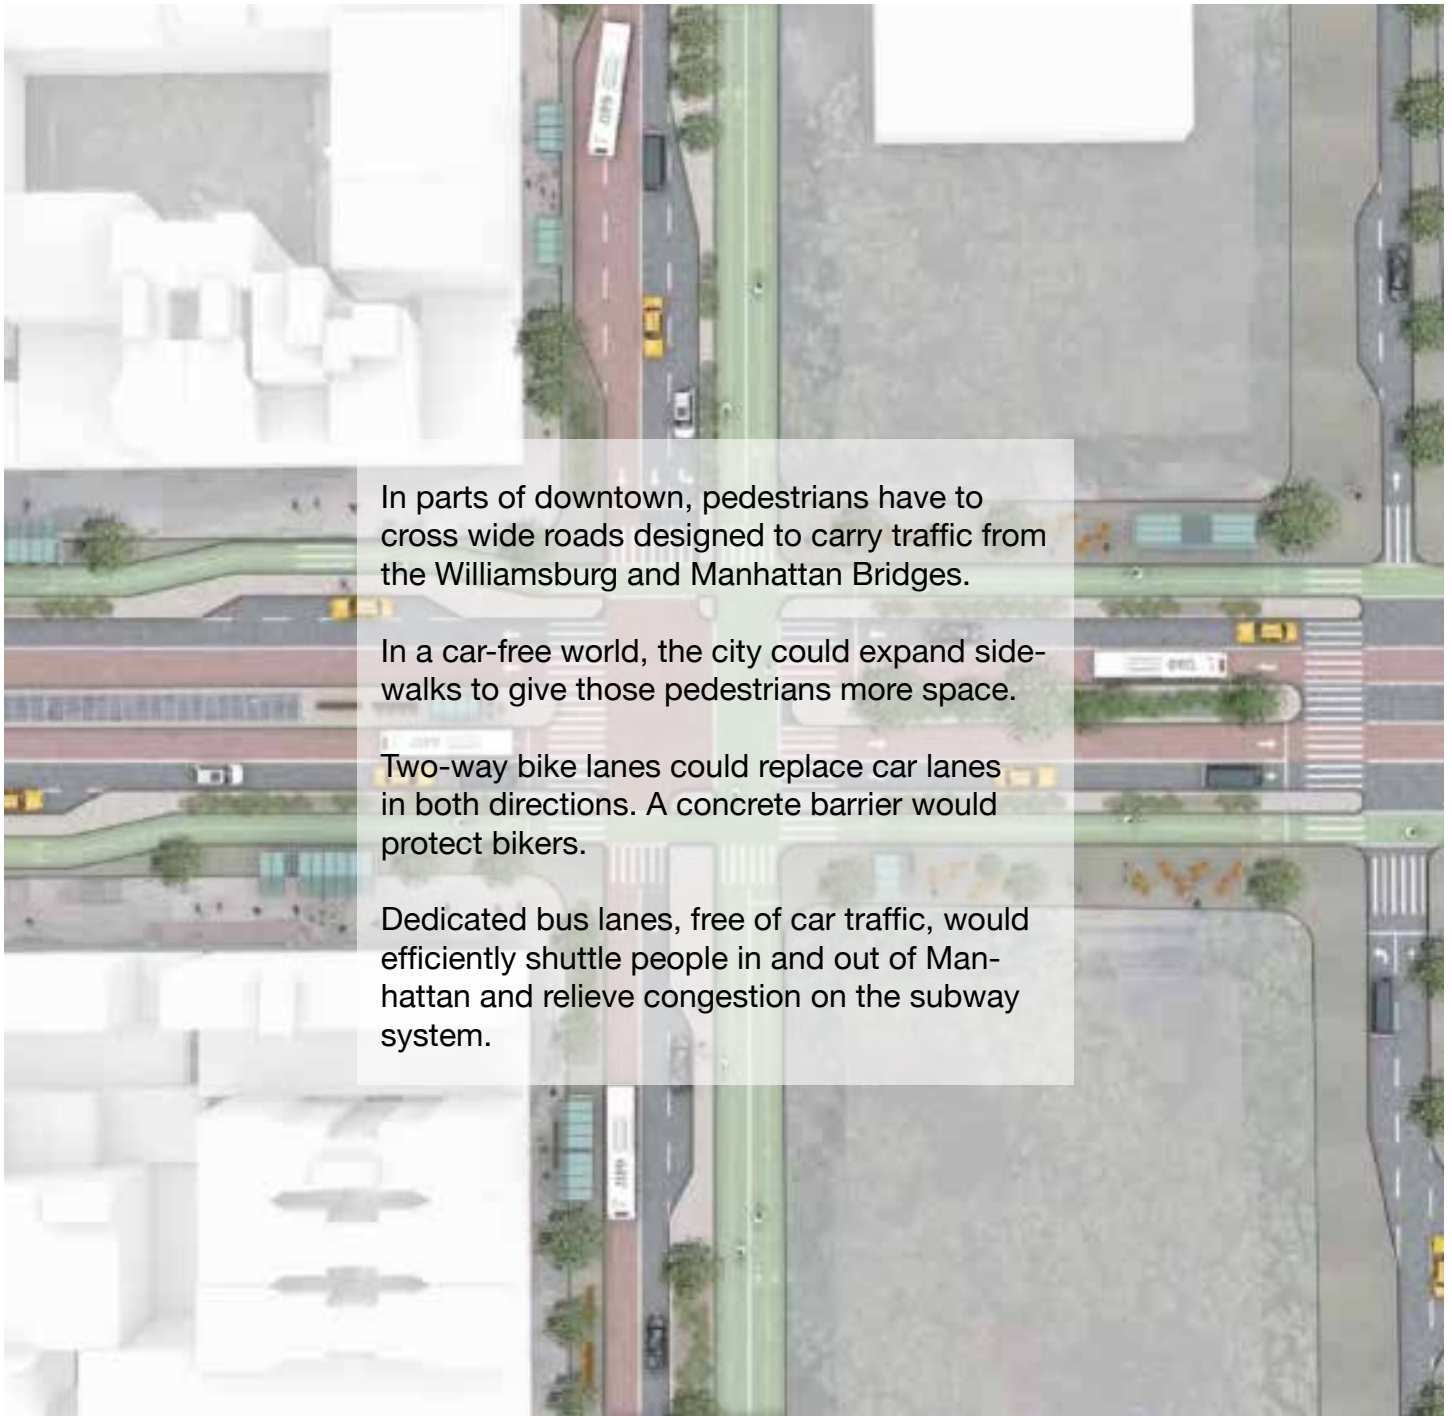 In parts of downtown, pedestrians have to
cross wide roads designed to carry traffic from
the Williamsburg and Manhattan Bridges.
In a car-free world, the city could expand side-
walks to give those pedestrians more space.
Two-way bike lanes could replace car lanes
in both directions. A concrete barrier would
protect bikers.
Dedicated bus lanes, free of car traffic, would
efficiently shuttle people in and out of Man-
hattan and relieve congestion on the subway
system.